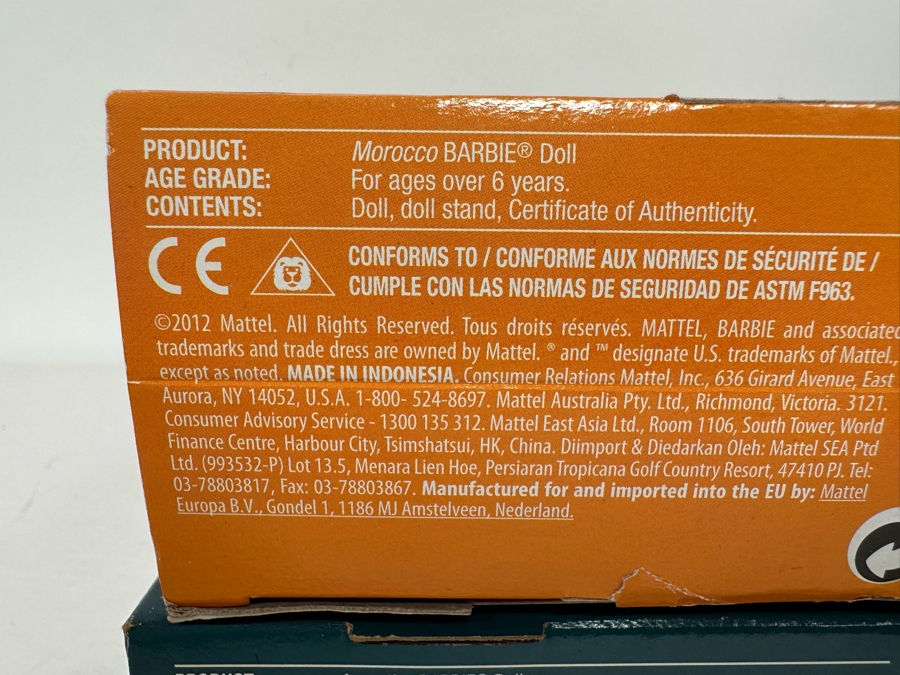 PRODUCT: Morocco BARBIE® Doll
AGE GRADE: For ages over 6 years.
CONTENTS: Doll, doll stand, Certificate of Authenticity.
CE CONFORMS TO / CONFORME AUX NORMES DE SÉCURITÉ DE /
CUMPLE CON LAS NORMAS DE SEGURIDAD DE ASTM F963.
©2012 Mattel. All Rights Reserved. Tous droits réservés. MATTEL, BARBIE and associated
trademarks and trade dress are owned by Mattel. ® and ™ designate U.S. trademarks of Mattel.,
except as noted. MADE IN INDONESIA. Consumer Relations Mattel, Inc., 636 Girard Avenue, East
Aurora, NY 14052, U.S.A. 1-800- 524-8697. Mattel Australia Pty. Ltd., Richmond, Victoria. 3121.
Consumer Advisory Service - 1300 135 312. Mattel East Asia Ltd., Room 1106, South Tower, World
Finance Centre, Harbour City, Tsimshatsui, HK, China. Diimport & Diedarkan Oleh: Mattel SEA Ptd
Ltd. (993532-P) Lot 13.5, Menara Lien Hoe, Persiaran Tropicana Golf Country Resort, 47410 PJ. Tel:
03-78803817, Fax: 03-78803867. Manufactured for and imported into the EU by: Mattel
Europa B.V., Gondel 1, 1186 MJ Amstelveen, Nederland.